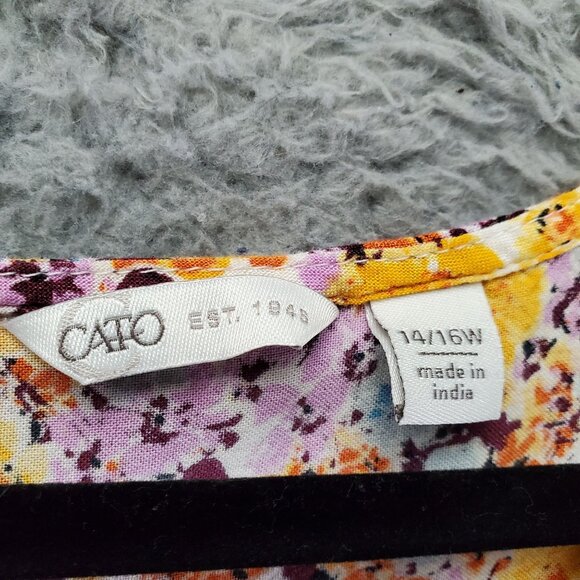 CATO EST. 1946
14/16W
made in
india